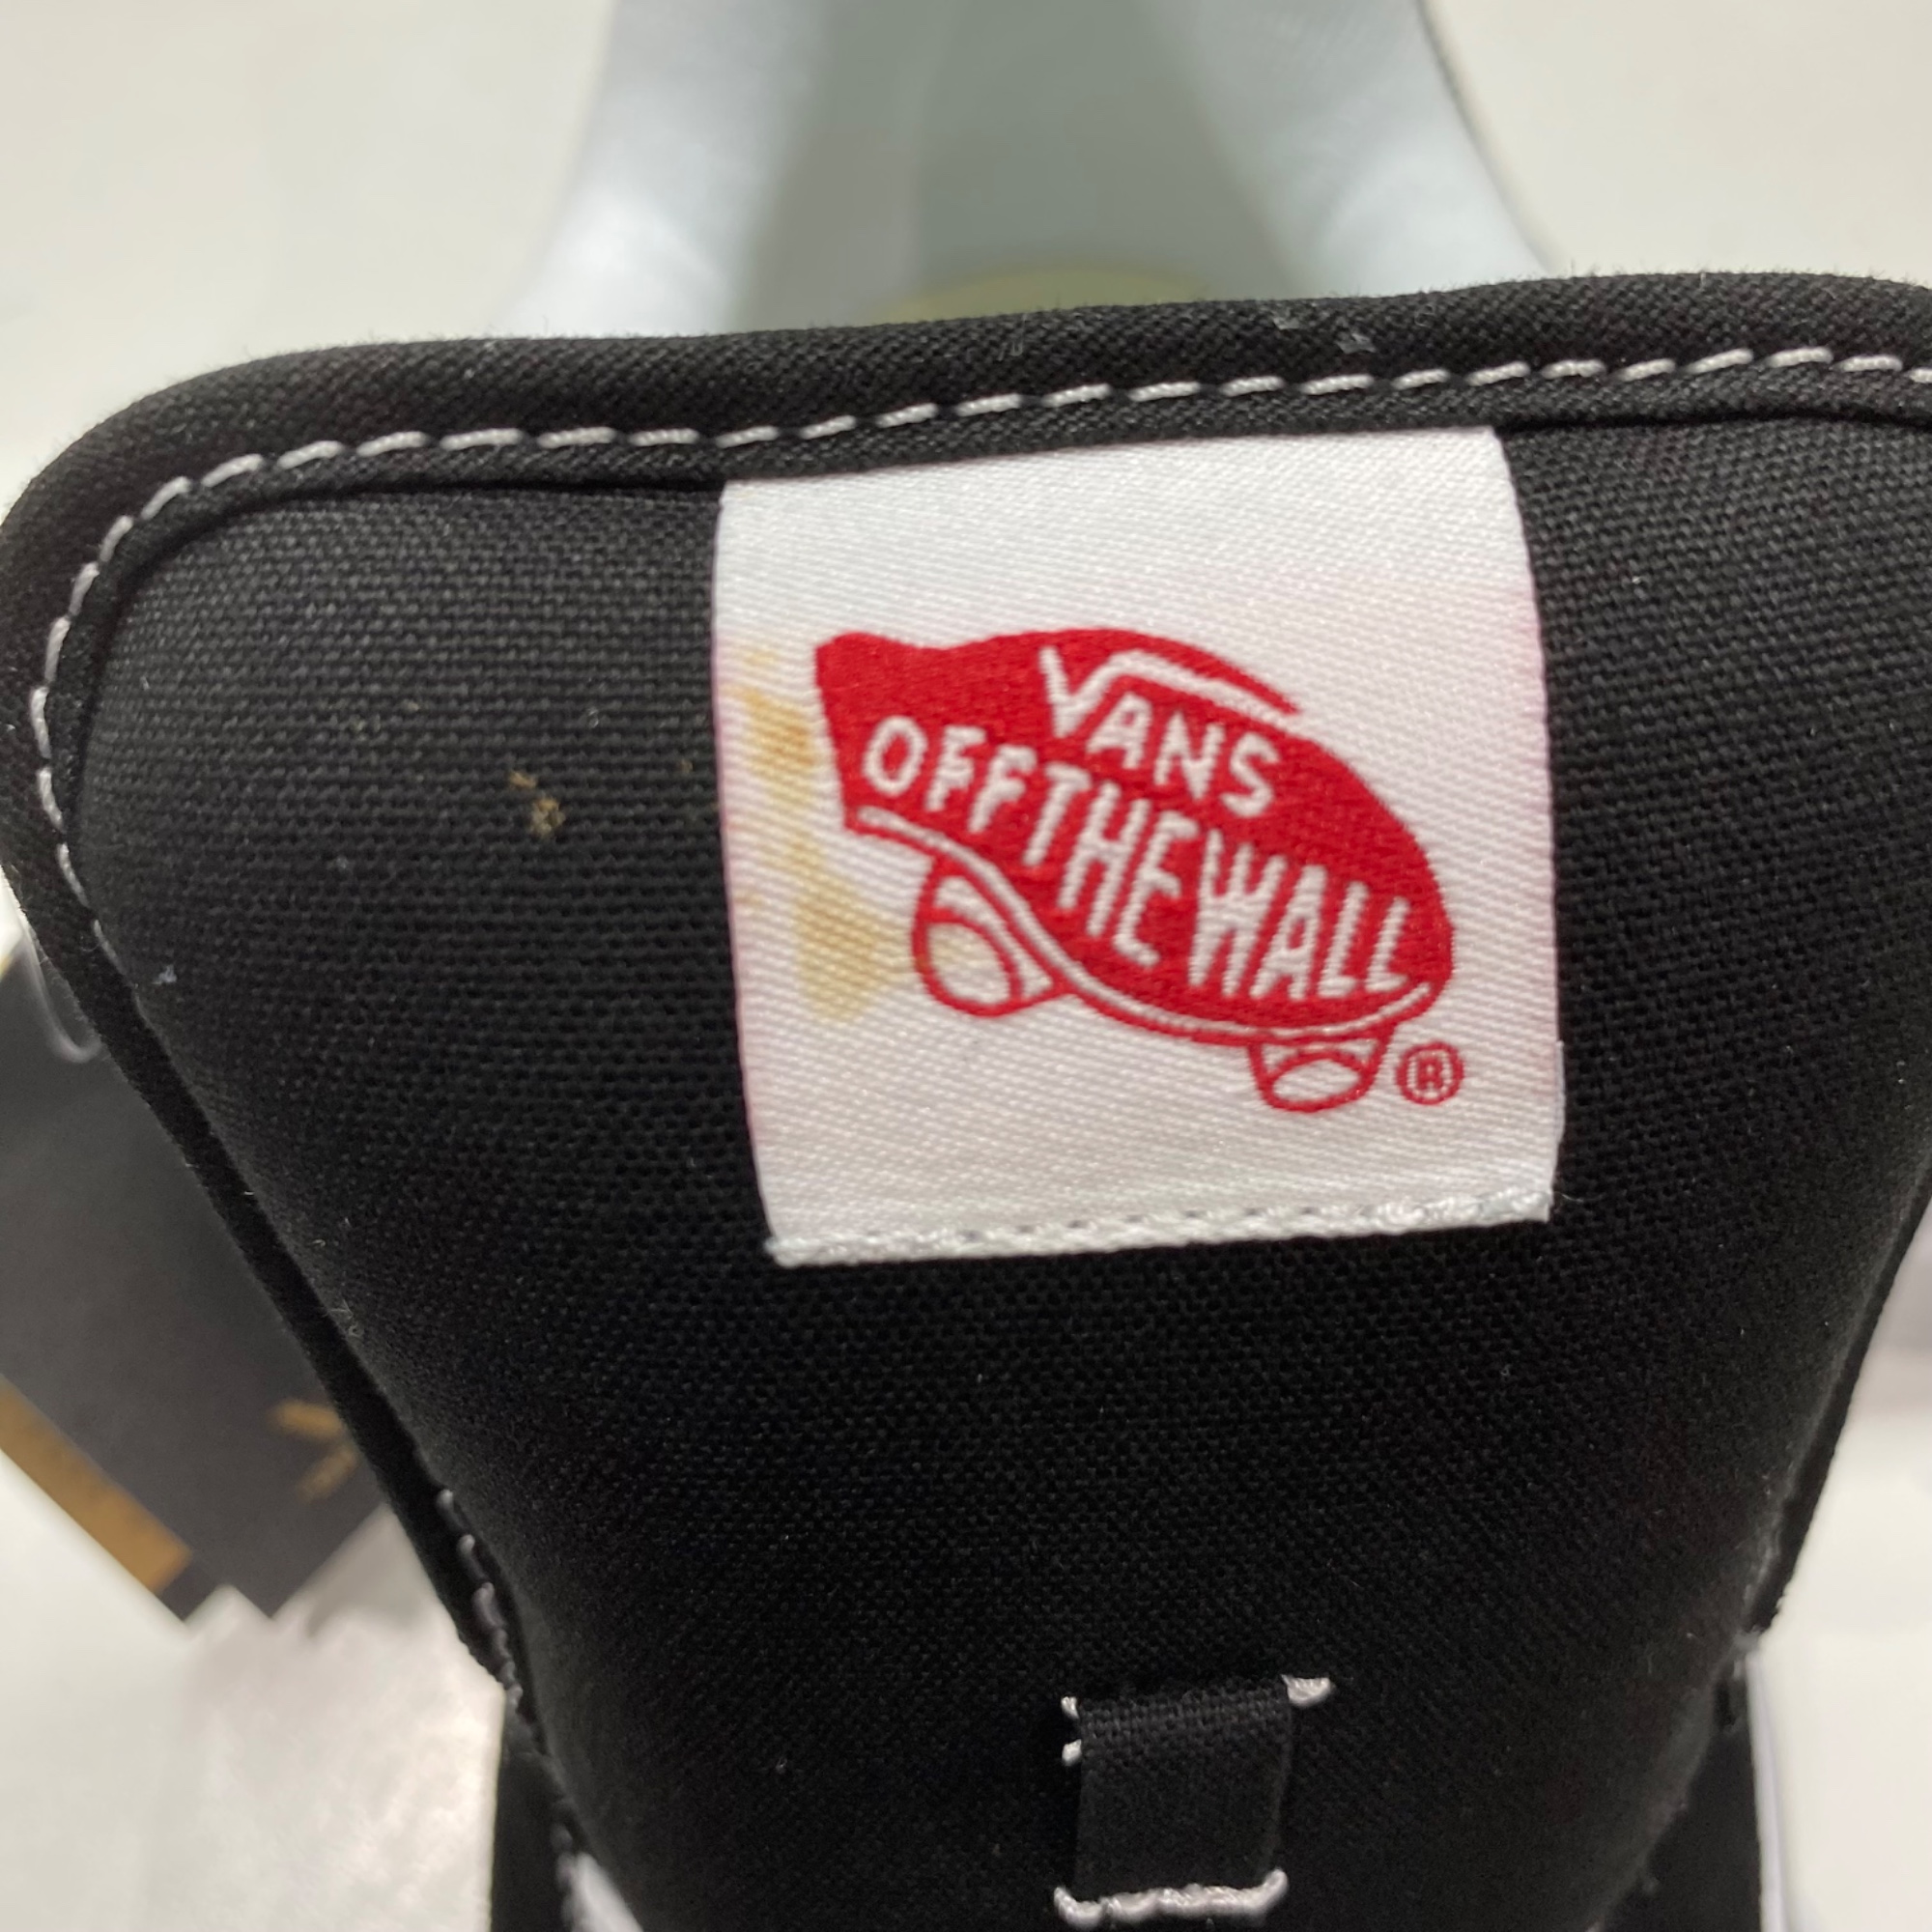 VANS
OFF THE WALL
®